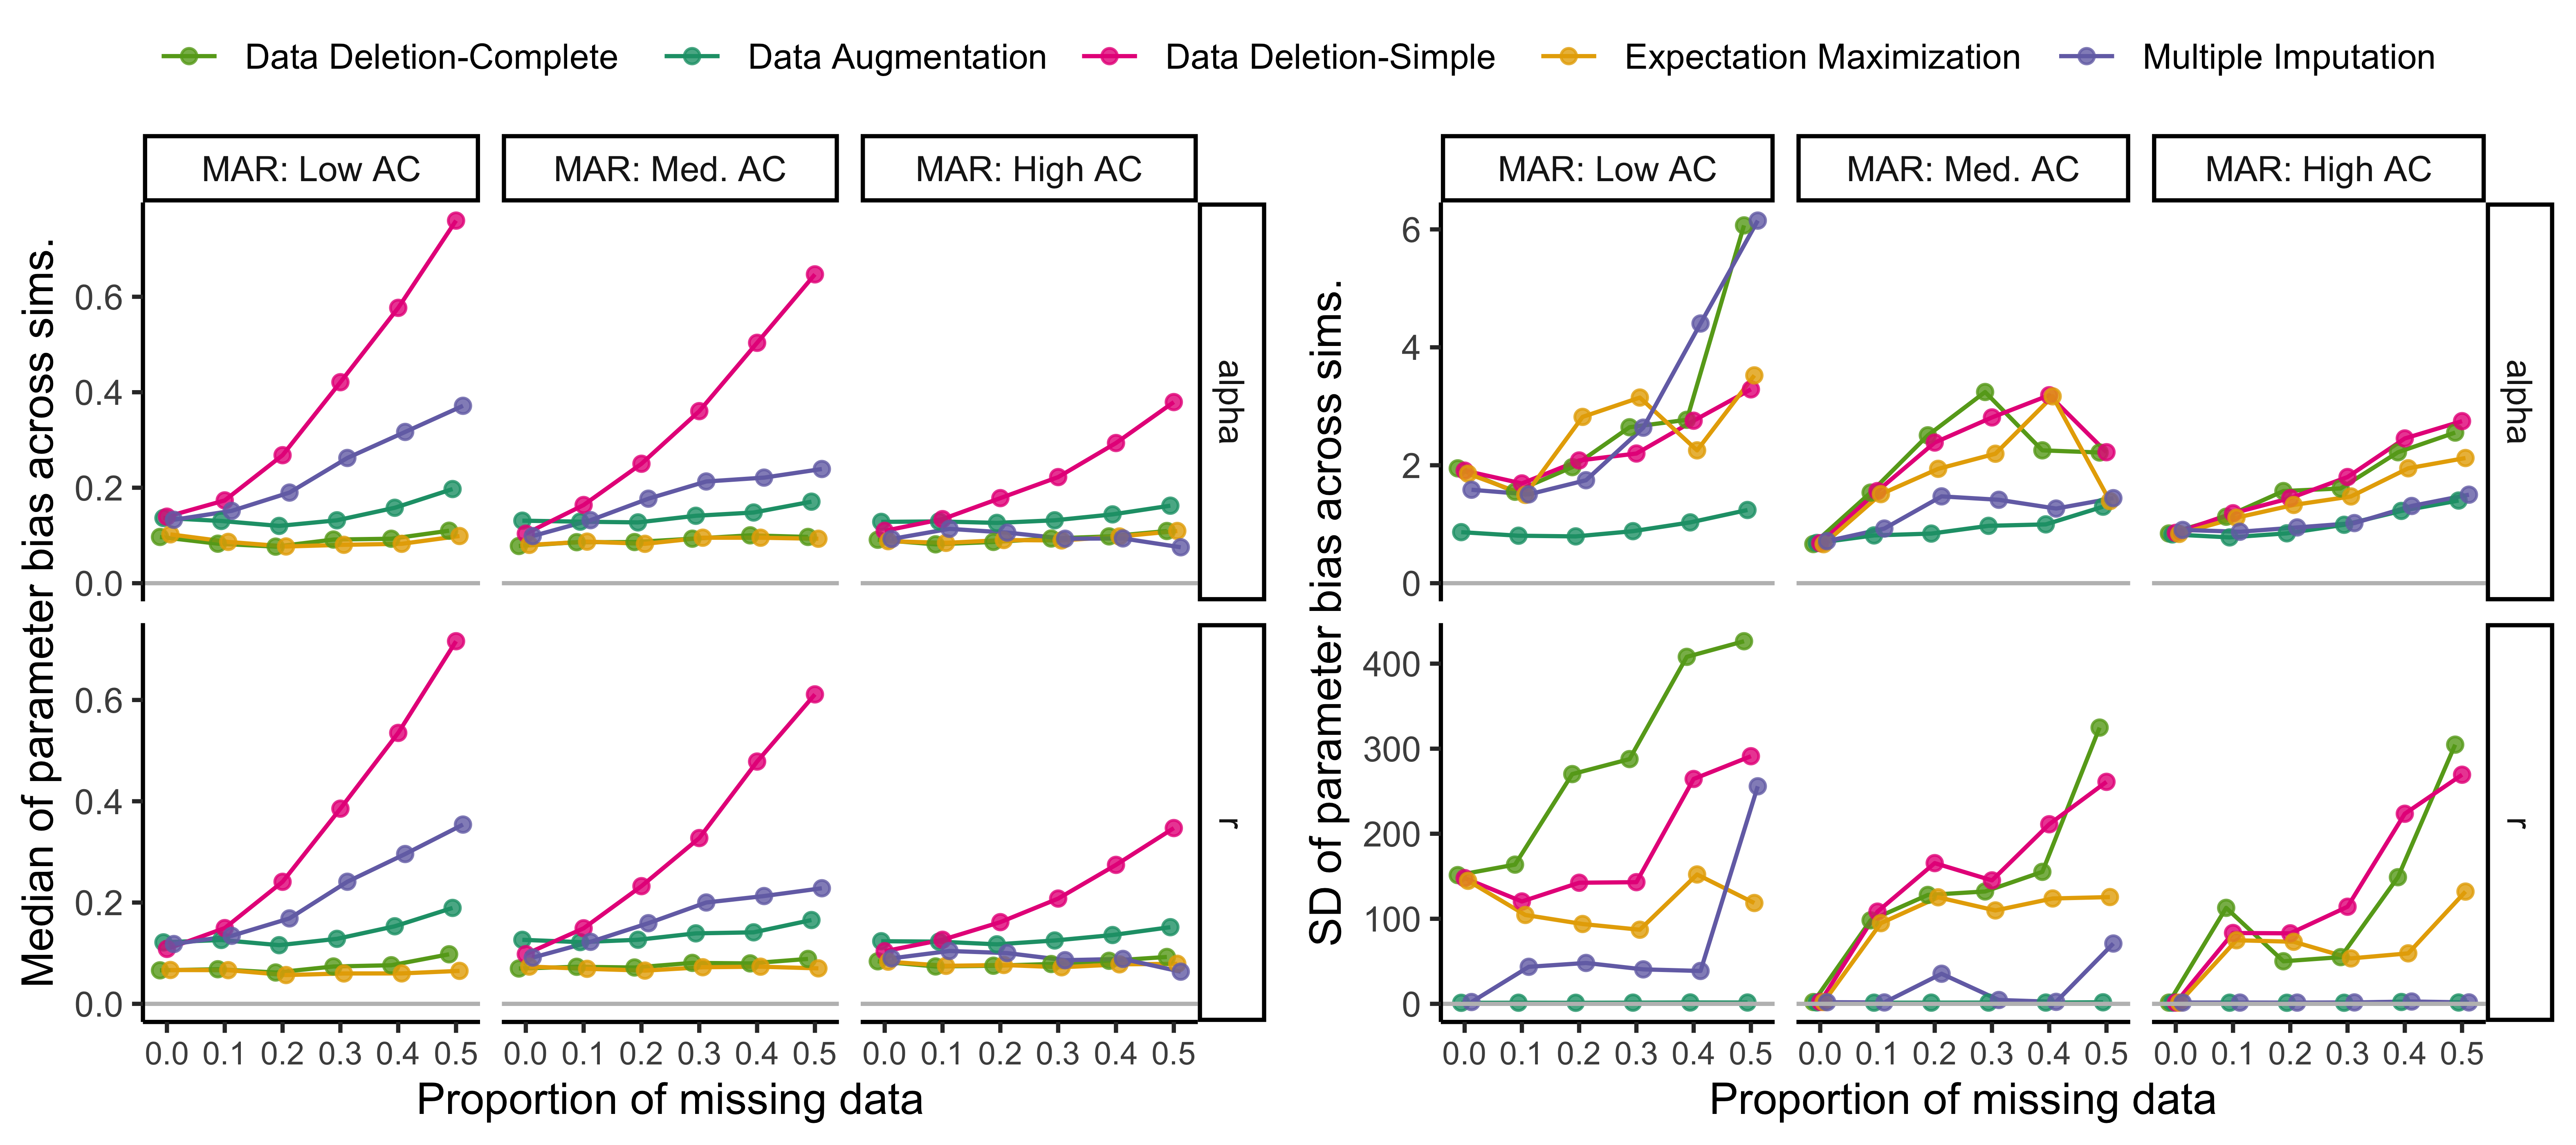 Data Deletion-Complete Data Augmentation Data Deletion-Simple Expectation Maximization Multiple Imputation
MAR: Low AC MAR: Med. AC MAR: High AC
Median of parameter bias across sims.
0.6
0.4
0.2
0.0
alpha
0.6
0.4
0.2
0.0
r
0.0 0.1 0.2 0.3 0.4 0.5 0.0 0.1 0.2 0.3 0.4 0.5 0.0 0.1 0.2 0.3 0.4 0.5
Proportion of missing data
MAR: Low AC MAR: Med. AC MAR: High AC
SD of parameter bias across sims.
6
4
2
0
alpha
400
300
200
100
0
r
0.0 0.1 0.2 0.3 0.4 0.5 0.0 0.1 0.2 0.3 0.4 0.5 0.0 0.1 0.2 0.3 0.4 0.5
Proportion of missing data